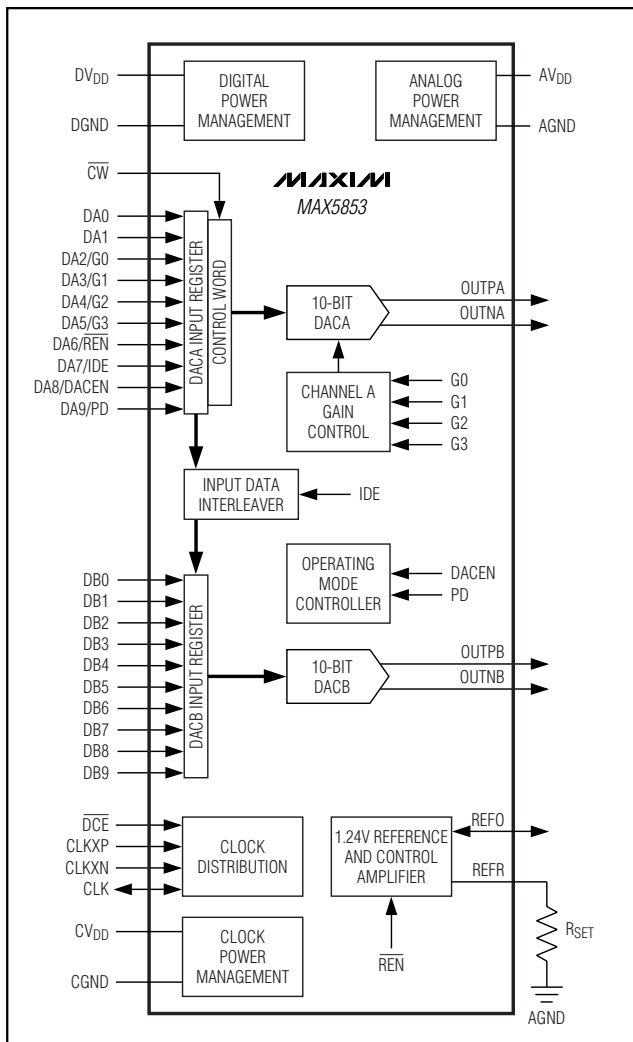 DVDD
DGND
DIGITAL
POWER
MANAGEMENT
ANALOG
POWER
MANAGEMENT
AVDD
AGND
CW
MAXIM
MAX5853
DA0
DA1
DA2/G0
DA3/G1
DA4/G2
DA5/G3
DA6/REN
DA7/IDE
DA8/DACEN
DA9/PD
DACA INPUT REGISTER
CONTROL WORD
10-BIT
DACA
OUTPA
OUTNA
CHANNEL A
GAIN
CONTROL
G0
G1
G2
G3
INPUT DATA
INTERLEAVER
IDE
OPERATING
MODE
CONTROLLER
DACEN
PD
DB0
DB1
DB2
DB3
DB4
DB5
DB6
DB7
DB8
DB9
DACB INPUT REGISTER
10-BIT
DACB
OUTPB
OUTNB
DCE
CLKXP
CLKXN
CLK
CLOCK
DISTRIBUTION
1.24V REFERENCE
AND CONTROL
AMPLIFIER
REFO
REFR
RSET
AGND
REN
CVDD
CGND
CLOCK
POWER
MANAGEMENT